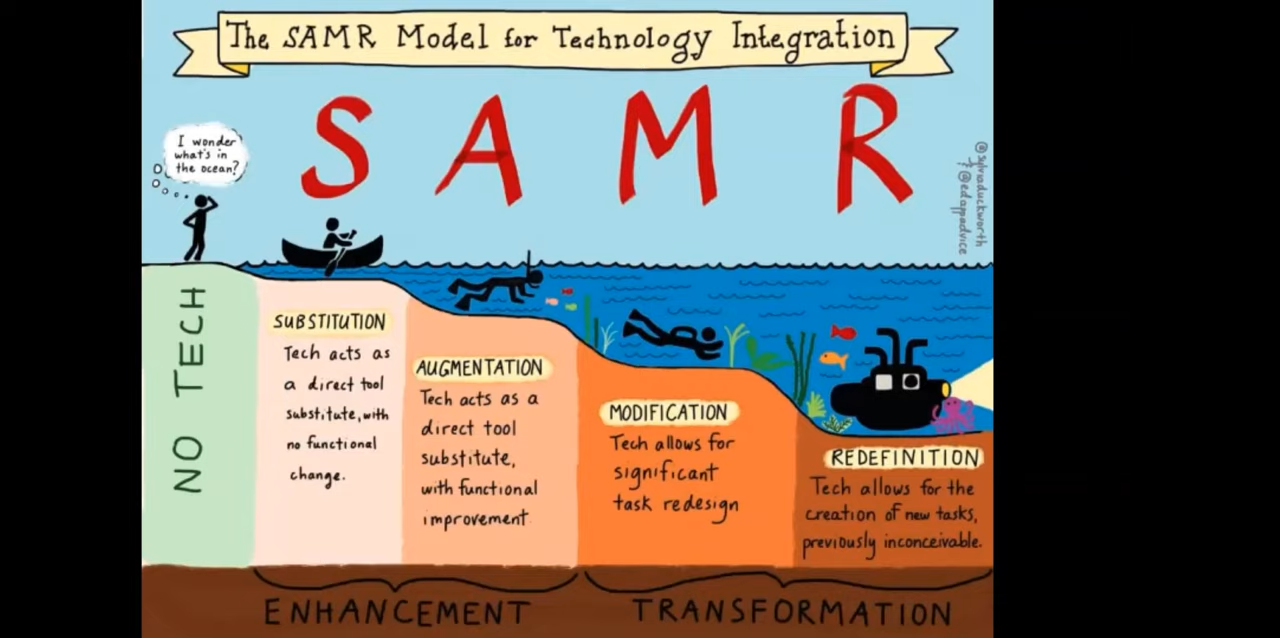 The SAMR Model for Technology Integration
S A M R
I wonder
what's in
the ocean?
@sylviaduckworth
& @edappadvice
NO TECH
SUBSTITUTION
Tech acts as
a direct tool
substitute, with
no functional
change.
AUGMENTATION
Tech acts as a
direct tool
substitute,
with functional
improvement
MODIFICATION
Tech allows for
significant
task redesign
REDEFINITION
Tech allows for the
creation of new tasks,
previously inconceivable.
ENHANCEMENT
TRANSFORMATION